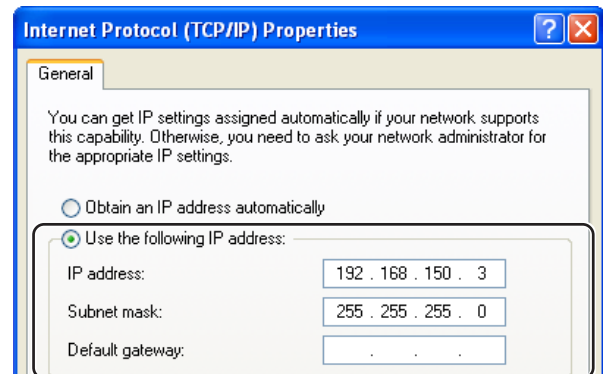 Internet Protocol (TCP/IP) Properties
General
You can get IP settings assigned automatically if your network supports
this capability. Otherwise, you need to ask your network administrator for
the appropriate IP settings.
Obtain an IP address automatically
Use the following IP address:
IP address: 192 . 168 . 150 . 3
Subnet mask: 255 . 255 . 255 . 0
Default gateway: . . .